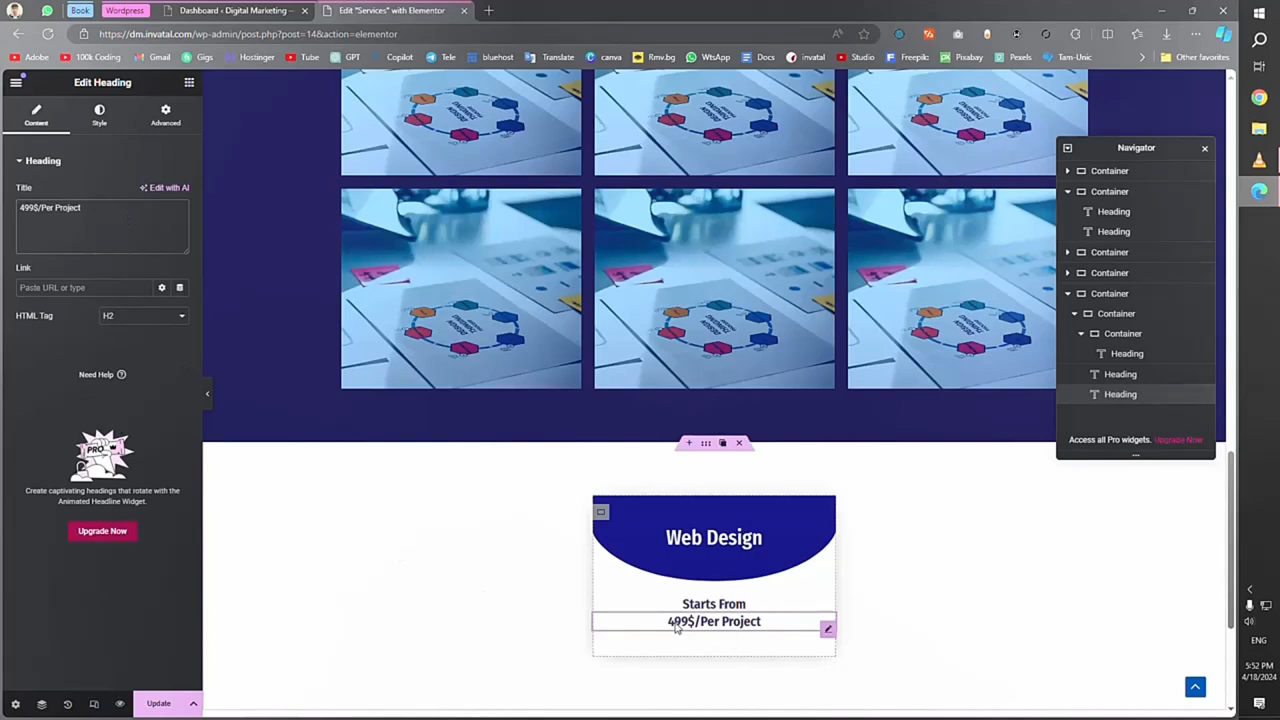 Book
Wordpress
Dashboard ‹ Digital Marketing —
Edit "Services" with Elementor
https://dm.invatal.com/wp-admin/post.php?post=14&action=elementor
Adobe
100k Coding
Gmail
Gigs
Hostinger
Tube
GPT
Copilot
Tele
bluehost
Translate
canva
Rmv.bg
WhatsApp
Docs
invatal
Studio
Freepik:
Pixabay
Pexels
Tam-Unic
Other favorites
Edit Heading
Content
Style
Advanced
Heading
Title
Edit with AI
499$/Per Project
Link
Paste URL or type
HTML Tag
H2
Need Help
PRO
Create captivating headings that rotate with the
Animated Headline Widget.
Upgrade Now
DESIGN
THINKING
Navigator
Container
Container
Heading
Heading
Container
Container
Container
Container
Container
Heading
Heading
Heading
Access all Pro widgets. Upgrade Now
Web Design
Starts From
499$/Per Project
Update
ENG
5:52 PM
4/18/2024